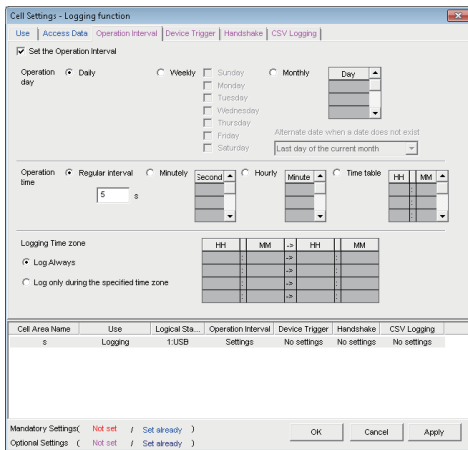 Cell Settings - Logging function
Use Access Data Operation Interval Device Trigger Handshake CSV Logging
Set the Operation Interval
Operation day Daily Weekly Sunday Monthly Day
Monday
Tuesday
Wednesday
Thursday
Friday Alternate date when a date does not exist
Saturday Last day of the current month
Operation time Regular interval Minutely Second Hourly Minute Time table HH : MM
5 s :
:
:
Logging Time zone HH MM -> HH MM
Log Always : -> :
: -> :
Log only during the specified time zone : -> :
: -> :
Cell Area Name Use Logical Sta... Operation Interval Device Trigger Handshake CSV Logging
s Logging 1:USB Settings No settings No settings No settings
Mandatory Settings( Not set / Set already )
Optional Settings ( Not set / Set already )
OK Cancel Apply